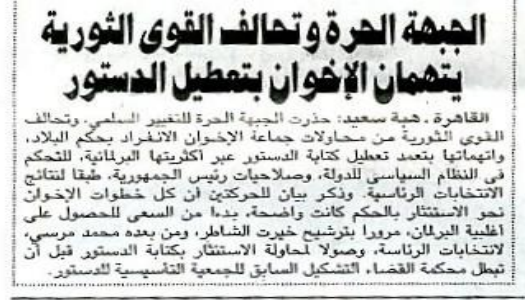 الجبهة الحرة وتحالف القوى الثورية
يتهمان الإخوان بتعطيل الدستور
القاهرة ـ هبة سعيد: حذرت الجبهة الحرة للتغيير السلمي، وتحالف
القوى الثورية من محاولات جماعة الإخوان الانفراد بحكم البلاد،
واتهماتها بتعمد تعطيل كتابة الدستور عبر أكثريتها البرلمانية، للتحكم
في النظام السياسي للدولة، وصلاحيات رئيس الجمهورية، طبقا لنتائج
الانتخابات الرئاسية. وذكر بيان للحركتين أن كل خطوات الإخوان
نحو الاستئثار بالحكم كانت واضحة، بدءا من السعي للحصول على
أغلبية البرلمان، مرورا بترشيح خيرت الشاطر، ومن بعده محمد مرسي،
لانتخابات الرئاسة، وصولا لمحاولة الاستئثار بكتابة الدستور قبل أن
تبطل محكمة القضاء التشكيل السابق للجمعية التأسيسية للدستور.